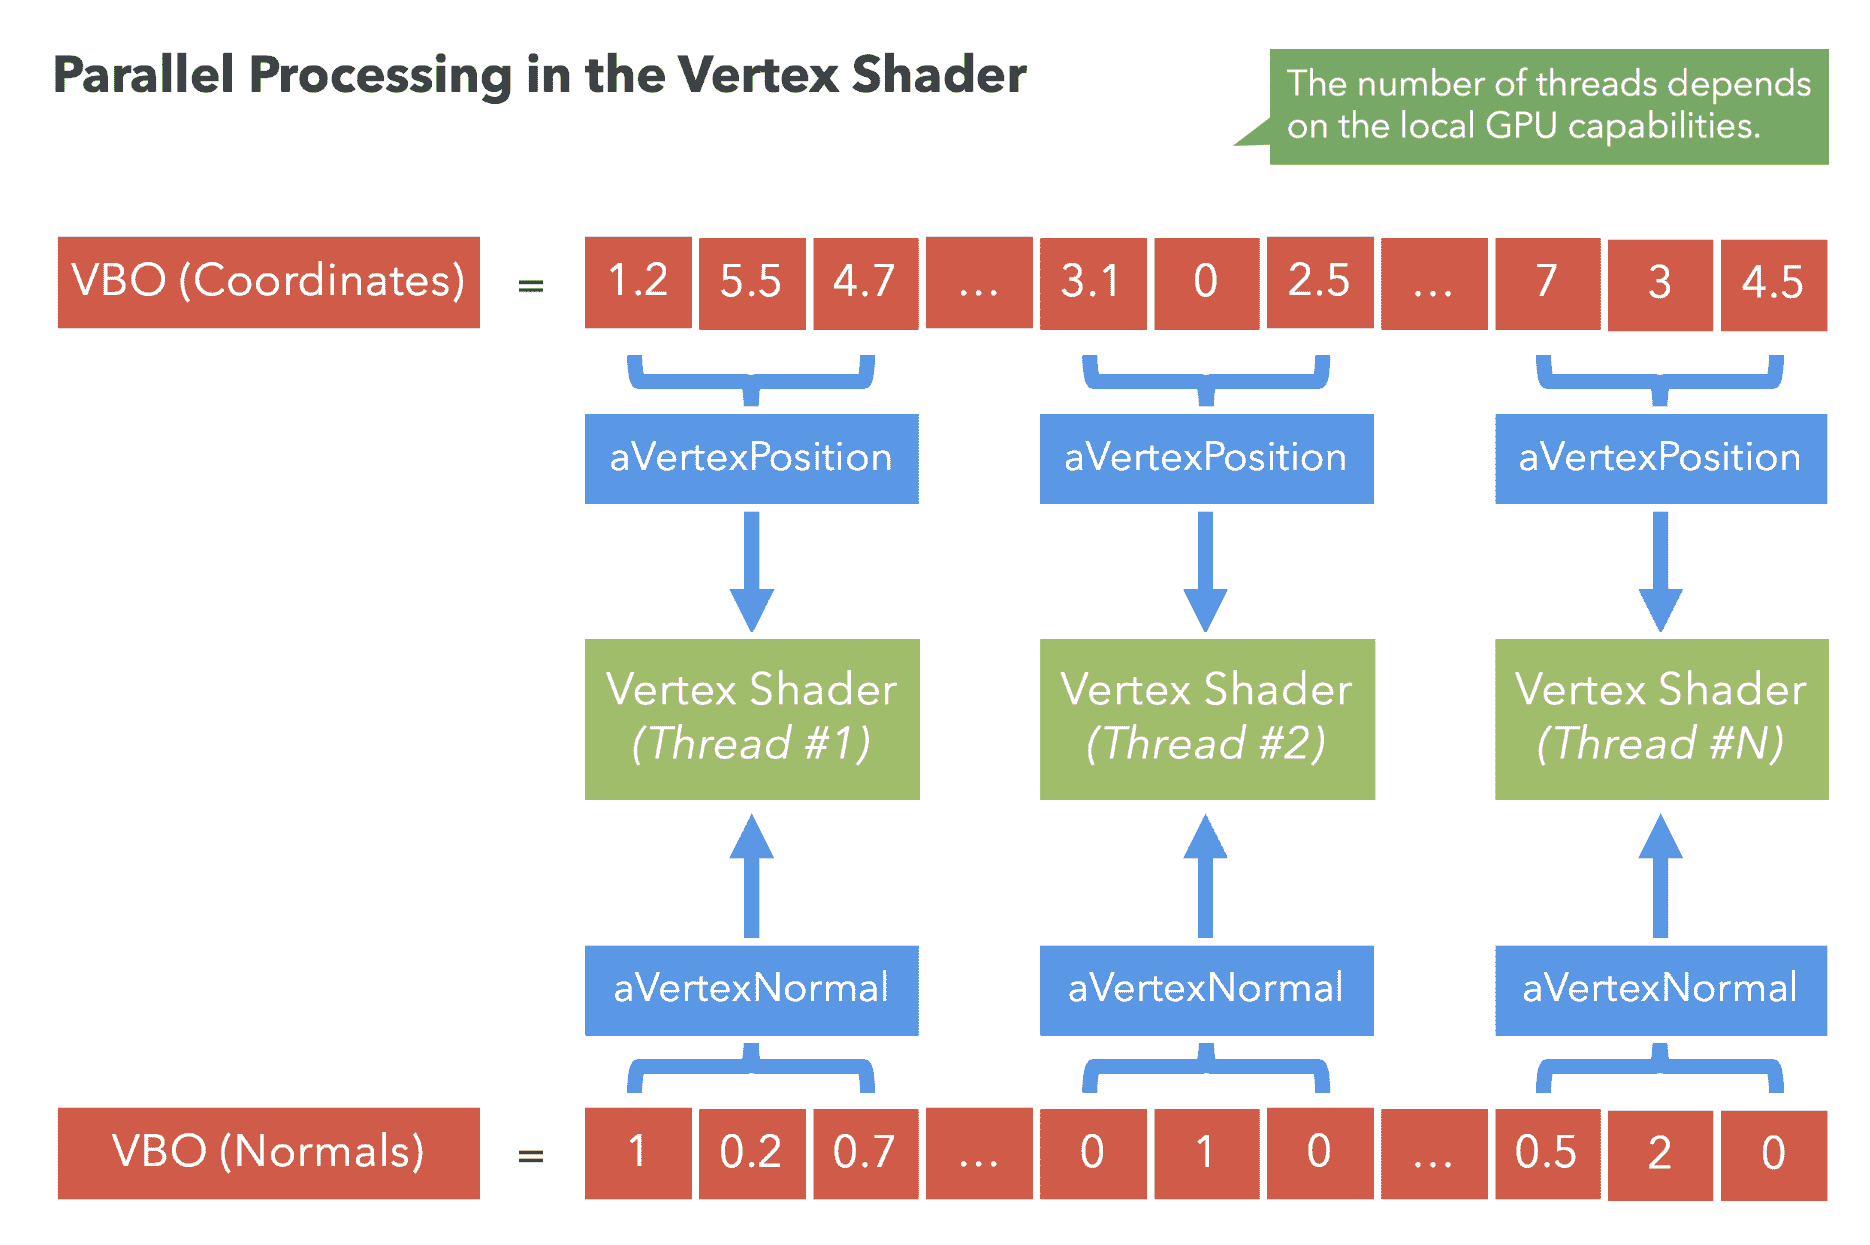 Parallel Processing in the Vertex Shader
The number of threads depends
on the local GPU capabilities.
VBO (Coordinates) = 1.2 5.5 4.7 ... 3.1 0 2.5 ... 7 3 4.5
aVertexPosition aVertexPosition aVertexPosition
Vertex Shader Vertex Shader Vertex Shader
(Thread #1) (Thread #2) (Thread #N)
aVertexNormal aVertexNormal aVertexNormal
VBO (Normals) = 1 0.2 0.7 ... 0 1 0 ... 0.5 2 0